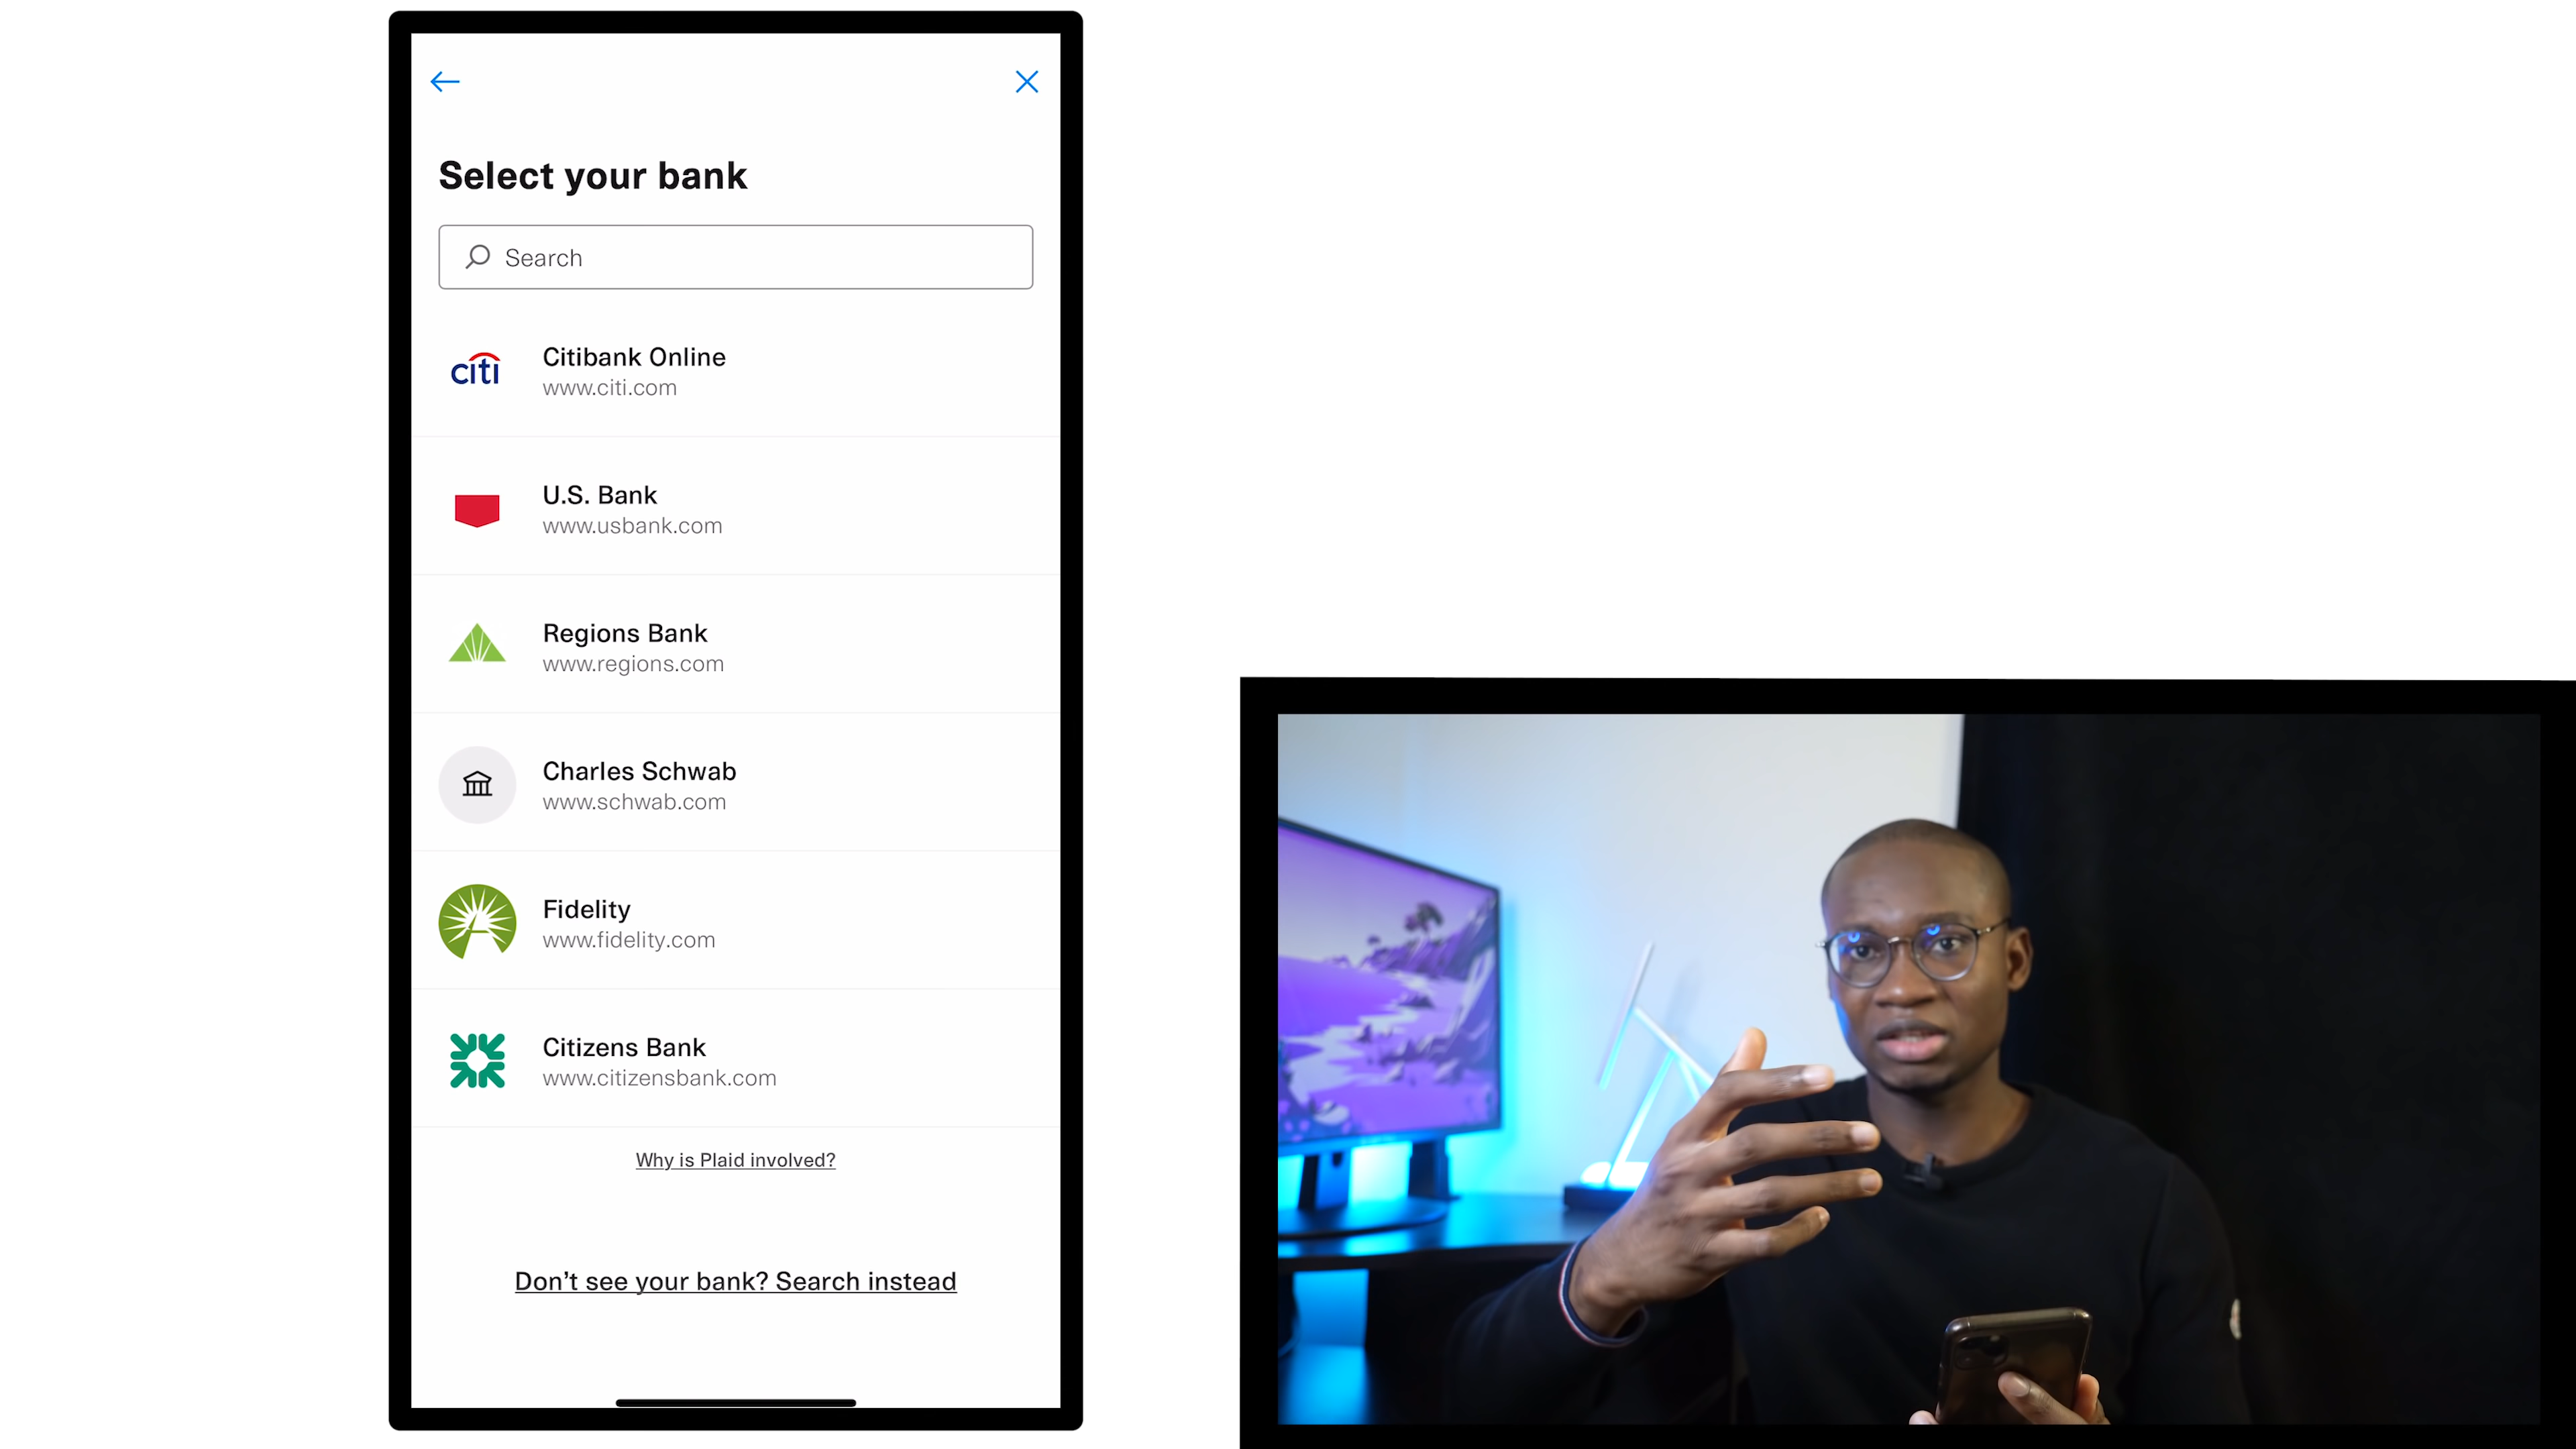 Select your bank
Search
citi
Citibank Online
www.citi.com
U.S. Bank
www.usbank.com
Regions Bank
www.regions.com
Charles Schwab
www.schwab.com
Fidelity
www.fidelity.com
Citizens Bank
www.citizensbank.com
Why is Plaid involved?
Don’t see your bank? Search instead